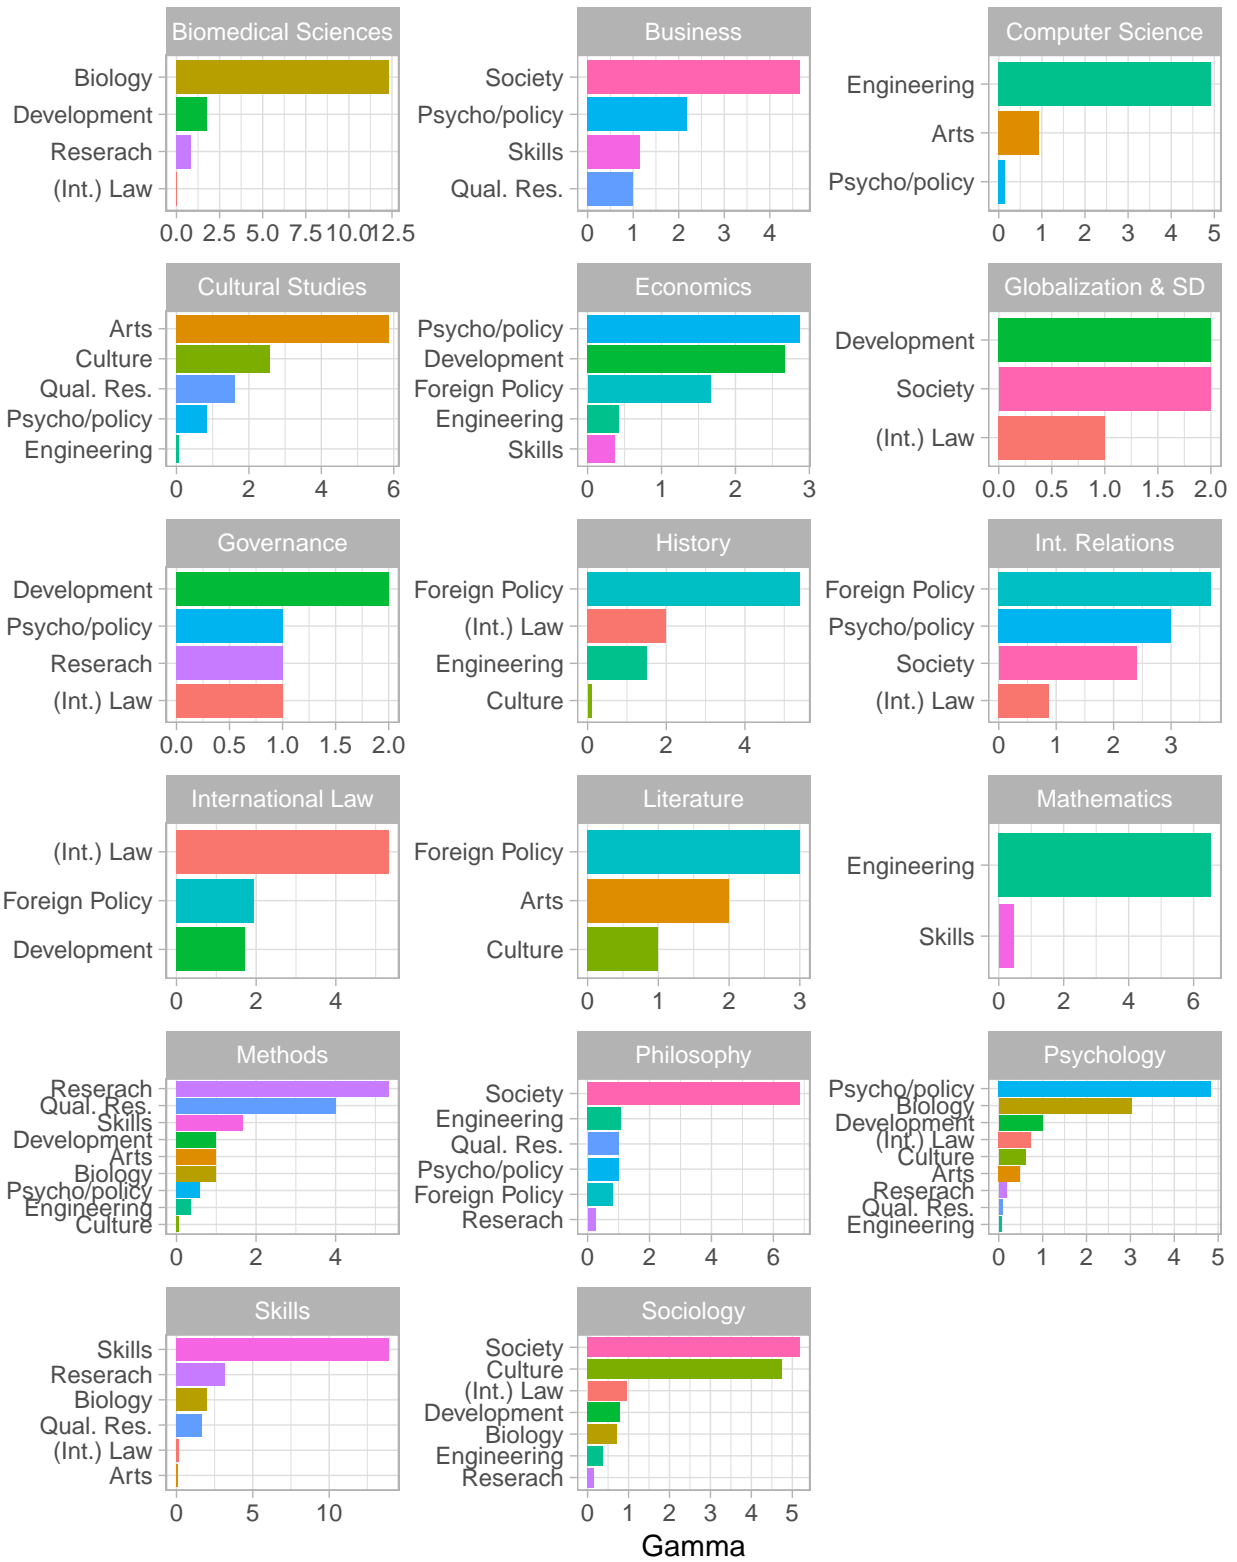 Biomedical Sciences
Biology
Development
Reserach
(Int.) Law
0.0 2.5 5.0 7.5 10.0 12.5
Business
Society
Psycho/policy
Skills
Qual. Res.
0 1 2 3 4
Computer Science
Engineering
Arts
Psycho/policy
0 1 2 3 4 5
Cultural Studies
Arts
Culture
Qual. Res.
Psycho/policy
Engineering
0 2 4 6
Economics
Psycho/policy
Development
Foreign Policy
Engineering
Skills
0 1 2 3
Globalization & SD
Development
Society
(Int.) Law
0.0 0.5 1.0 1.5 2.0
Governance
Development
Psycho/policy
Reserach
(Int.) Law
0.0 0.5 1.0 1.5 2.0
History
Foreign Policy
(Int.) Law
Engineering
Culture
0 2 4
Int. Relations
Foreign Policy
Psycho/policy
Society
(Int.) Law
0 1 2 3
International Law
(Int.) Law
Foreign Policy
Development
0 2 4
Literature
Foreign Policy
Arts
Culture
0 1 2 3
Mathematics
Engineering
Skills
0 2 4 6
Methods
Reserach
Qual. Res.
Skills
Development
Arts
Biology
Psycho/policy
Engineering
Culture
0 2 4
Philosophy
Society
Engineering
Qual. Res.
Psycho/policy
Foreign Policy
Reserach
0 2 4 6
Psychology
Psycho/policy
Biology
Development
(Int.) Law
Culture
Arts
Reserach
Qual. Res.
Engineering
0 1 2 3 4 5
Skills
Skills
Reserach
Biology
Qual. Res.
(Int.) Law
Arts
0 5 10
Sociology
Society
Culture
(Int.) Law
Development
Biology
Engineering
Reserach
0 1 2 3 4 5
Gamma